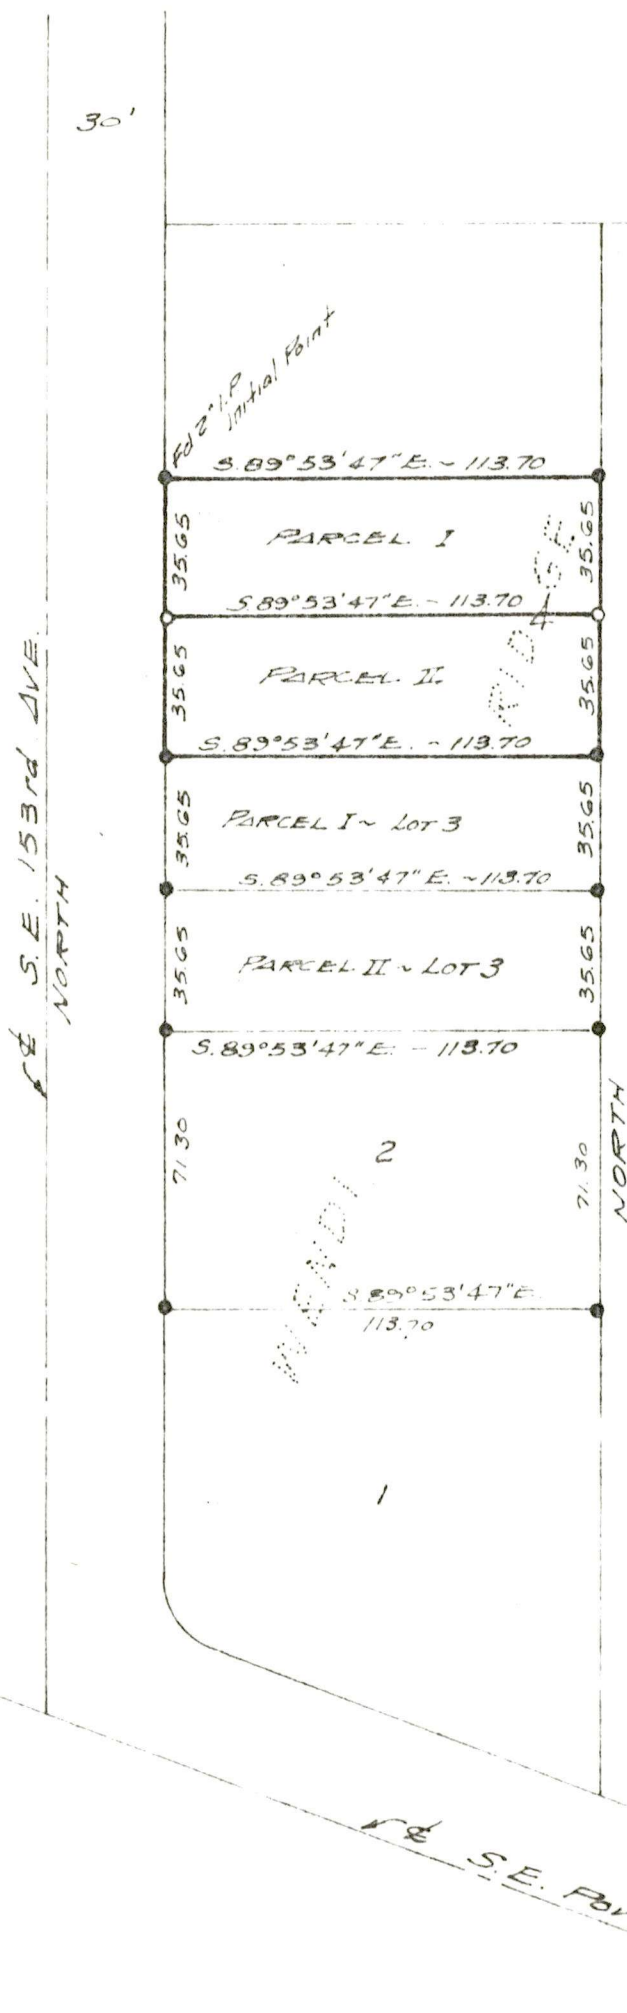 30'
Fd 2" I.P
Initial Point
S.89°53'47"E. ~ 113.70
35.65
PARCEL I
35.65
S.89°53'47"E. - 113.70
35.65
PARCEL II.
35.65
RIDAGE
S.89°53'47"E. - 113.70
35.65
PARCEL I ~ LOT 3
35.65
S.89°53'47"E. ~ 113.70
35.65
PARCEL II ~ LOT 3
35.65
S.89°53'47"E. - 113.70
℄ S.E. 153rd AVE.
NORTH
71.30
2
71.30
NORTH
WENDI
S.89°53'47"E.
113.70
1
℄ S.E. POW